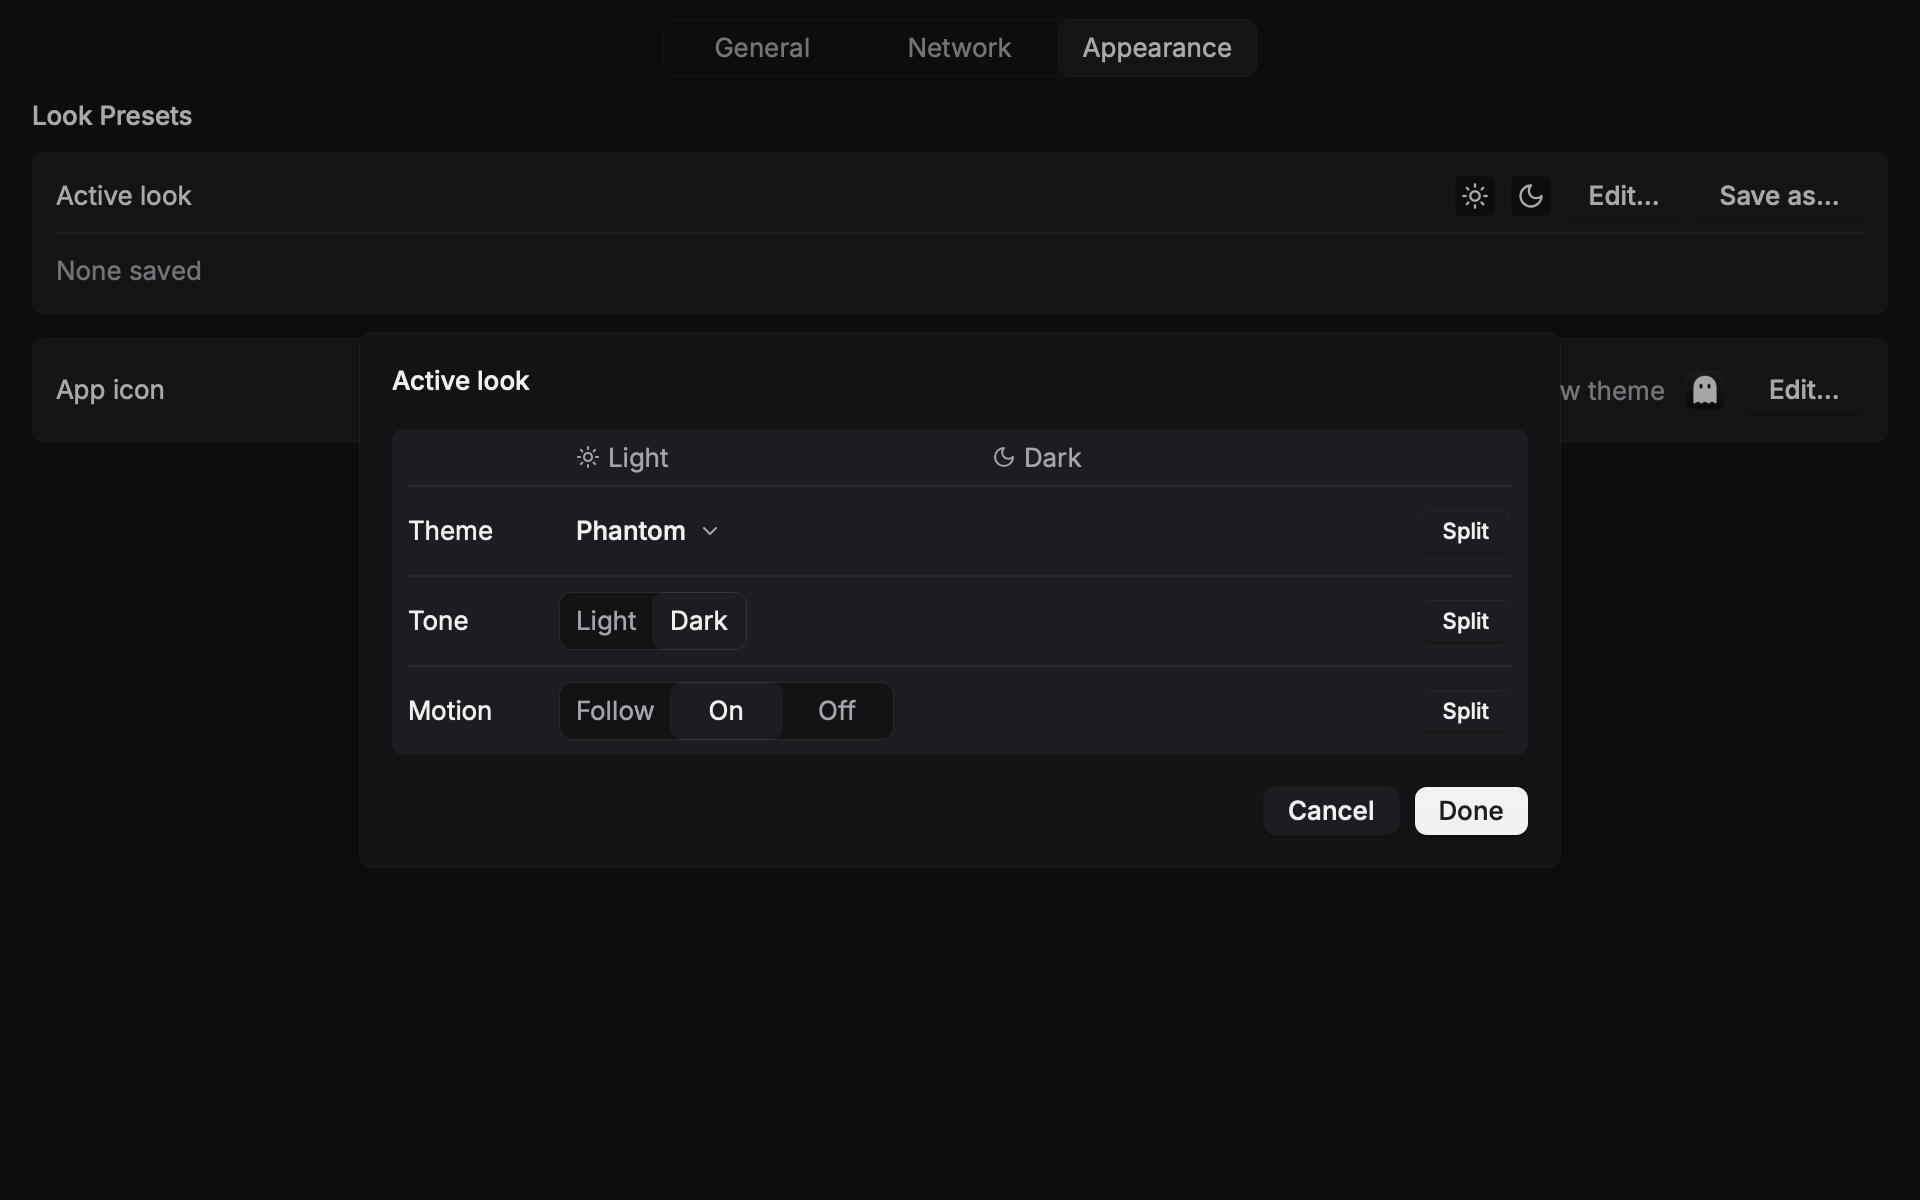 General Network Appearance
Look Presets
Active look Edit... Save as...
None saved
App icon w theme Edit...
Active look
Light Dark
Theme Phantom Split
Tone Light Dark Split
Motion Follow On Off Split
Cancel Done